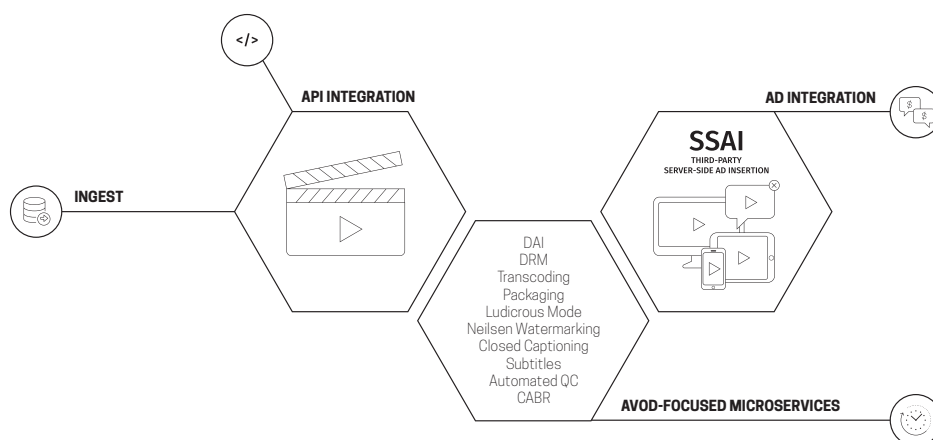 </>
API INTEGRATION
AD INTEGRATION
$
$
SSAI
THIRD-PARTY
SERVER-SIDE AD INSERTION
INGEST
DAI
DRM
Transcoding
Packaging
Ludicrous Mode
Neilsen Watermarking
Closed Captioning
Subtitles
Automated QC
CABR
AVOD-FOCUSED MICROSERVICES